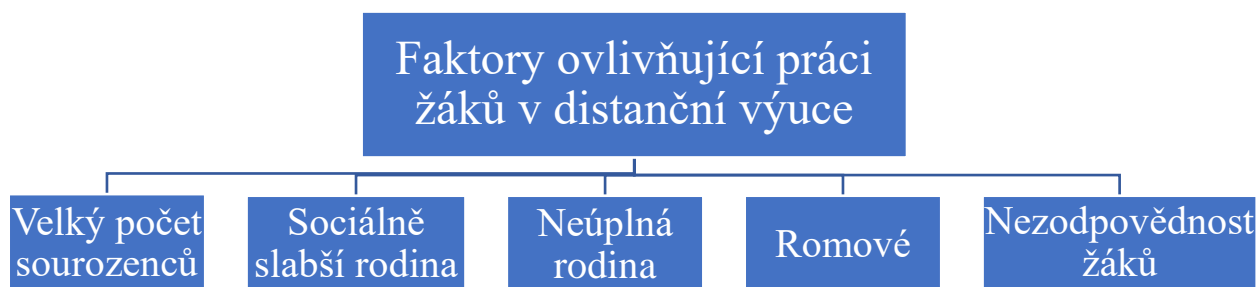 Faktory ovlivňující práci
žáků v distanční výuce
Velký počet
sourozenců
Sociálně
slabší rodina
Neúplná
rodina
Romové
Nezodpovědnost
žáků